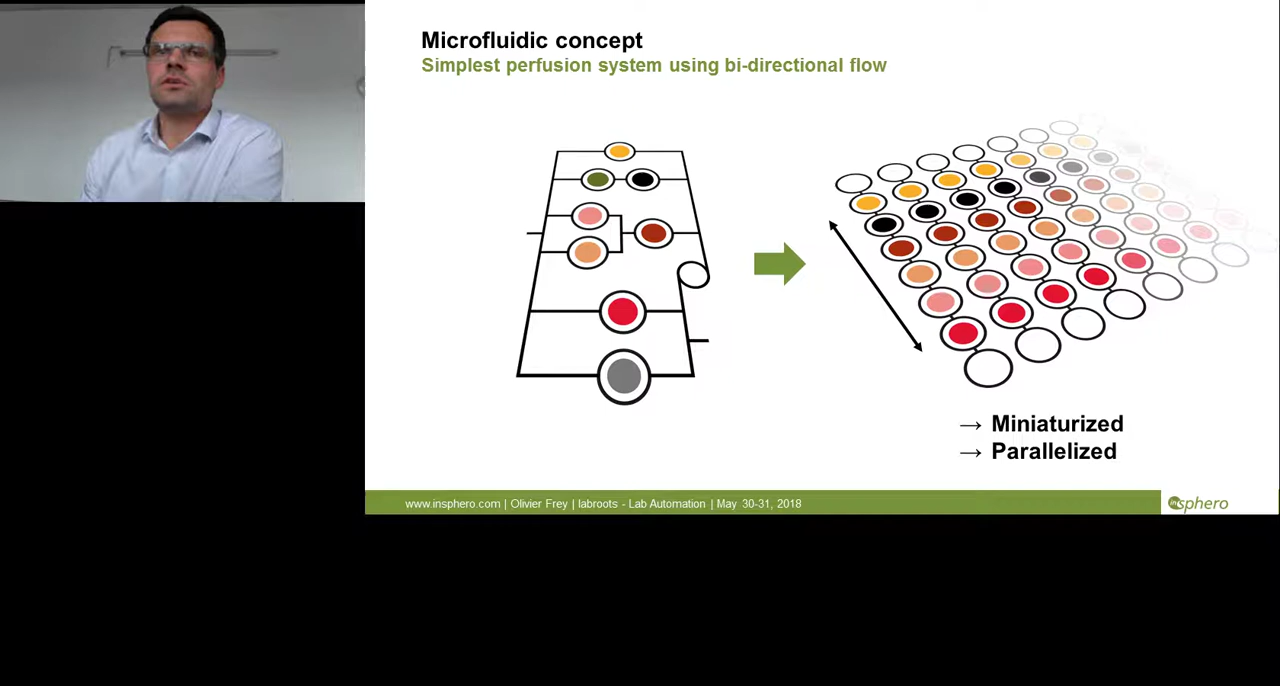 Microfluidic concept
Simplest perfusion system using bi-directional flow
→ Miniaturized
→ Parallelized
www.insphero.com | Olivier Frey | labroots - Lab Automation | May 30-31, 2018
insphero